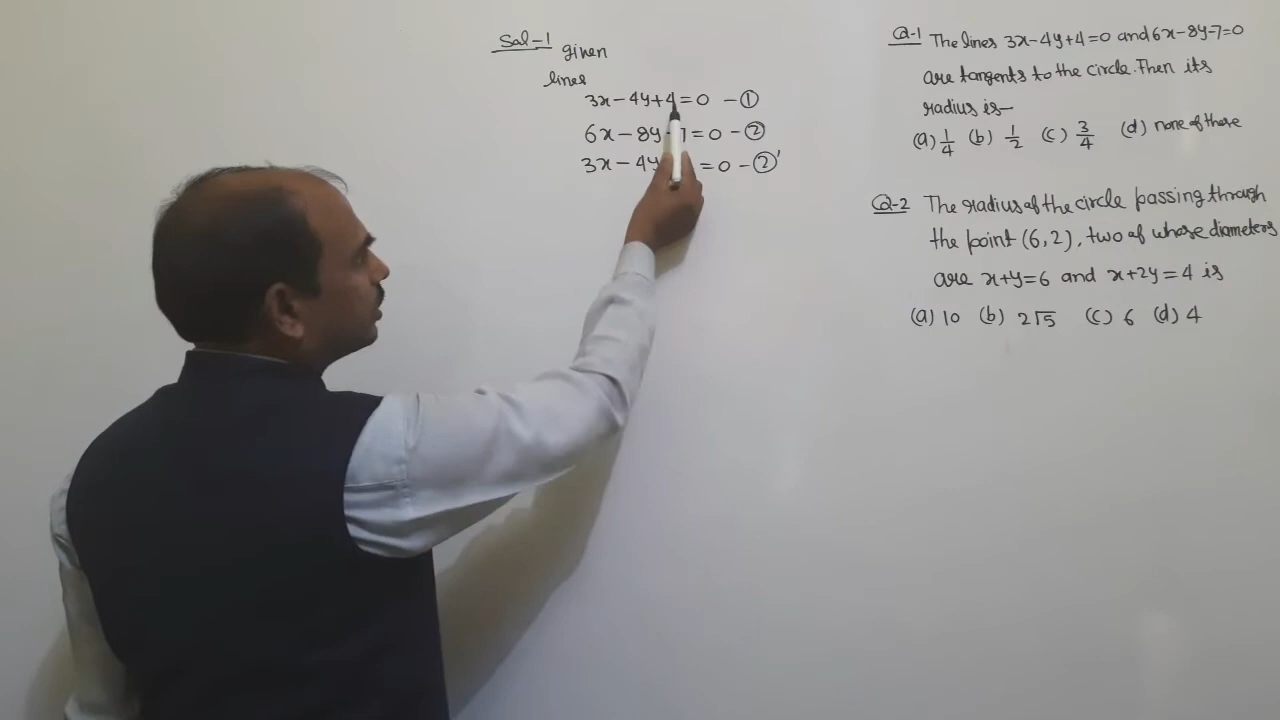 Sol-1 given
lines
3x-4y+4=0 -①
6x-8y-7=0 -②
3x-4y =0 -②'
Q-1 The lines 3x-4y+4=0 and 6x-8y-7=0
are tangents to the circle. Then its
radius is—
(a) 1/4 (b) 1/2 (c) 3/4 (d) none of these
Q-2 The radius of the circle passing through
the point (6,2), two of whose diameters
are x+y=6 and x+2y=4 is
(a) 10 (b) 2√5 (c) 6 (d) 4